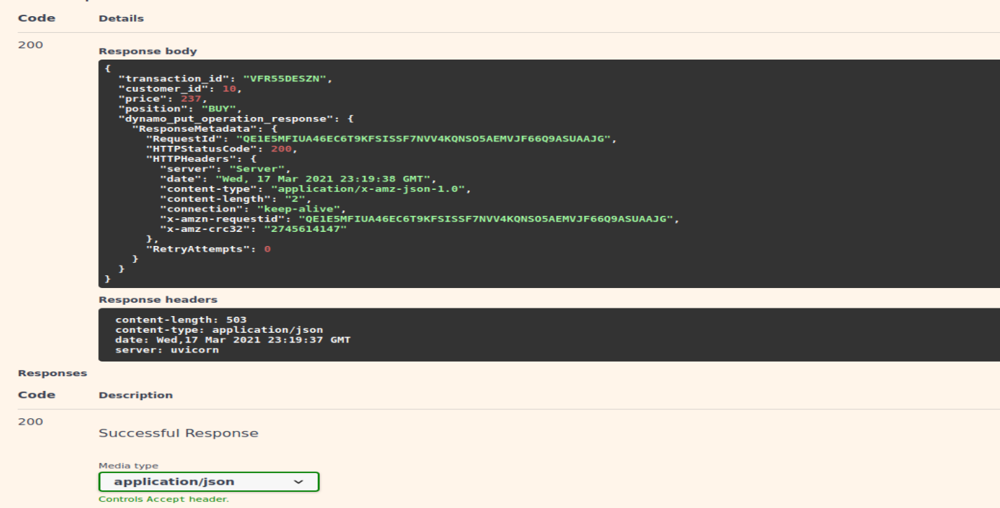 Code Details
200
Response body
{
  "transaction_id": "VFR55DESZN",
  "customer_id": 10,
  "price": 237,
  "position": "BUY",
  "dynamo_put_operation_response": {
    "ResponseMetadata": {
      "RequestId": "QE1E5MFIUA46EC6T9KFSISSF7NVV4KQNSO5AEMVJF66Q9ASUAAJG",
      "HTTPStatusCode": 200,
      "HTTPHeaders": {
        "server": "Server",
        "date": "Wed, 17 Mar 2021 23:19:38 GMT",
        "content-type": "application/x-amz-json-1.0",
        "content-length": "2",
        "connection": "keep-alive",
        "x-amzn-requestid": "QE1E5MFIUA46EC6T9KFSISSF7NVV4KQNSO5AEMVJF66Q9ASUAAJG",
        "x-amz-crc32": "2745614147"
      },
      "RetryAttempts": 0
    }
  }
}
Response headers
content-length: 503
content-type: application/json
date: Wed,17 Mar 2021 23:19:37 GMT
server: uvicorn
Responses
Code Description
200
Successful Response
Media type
application/json
Controls Accept header.